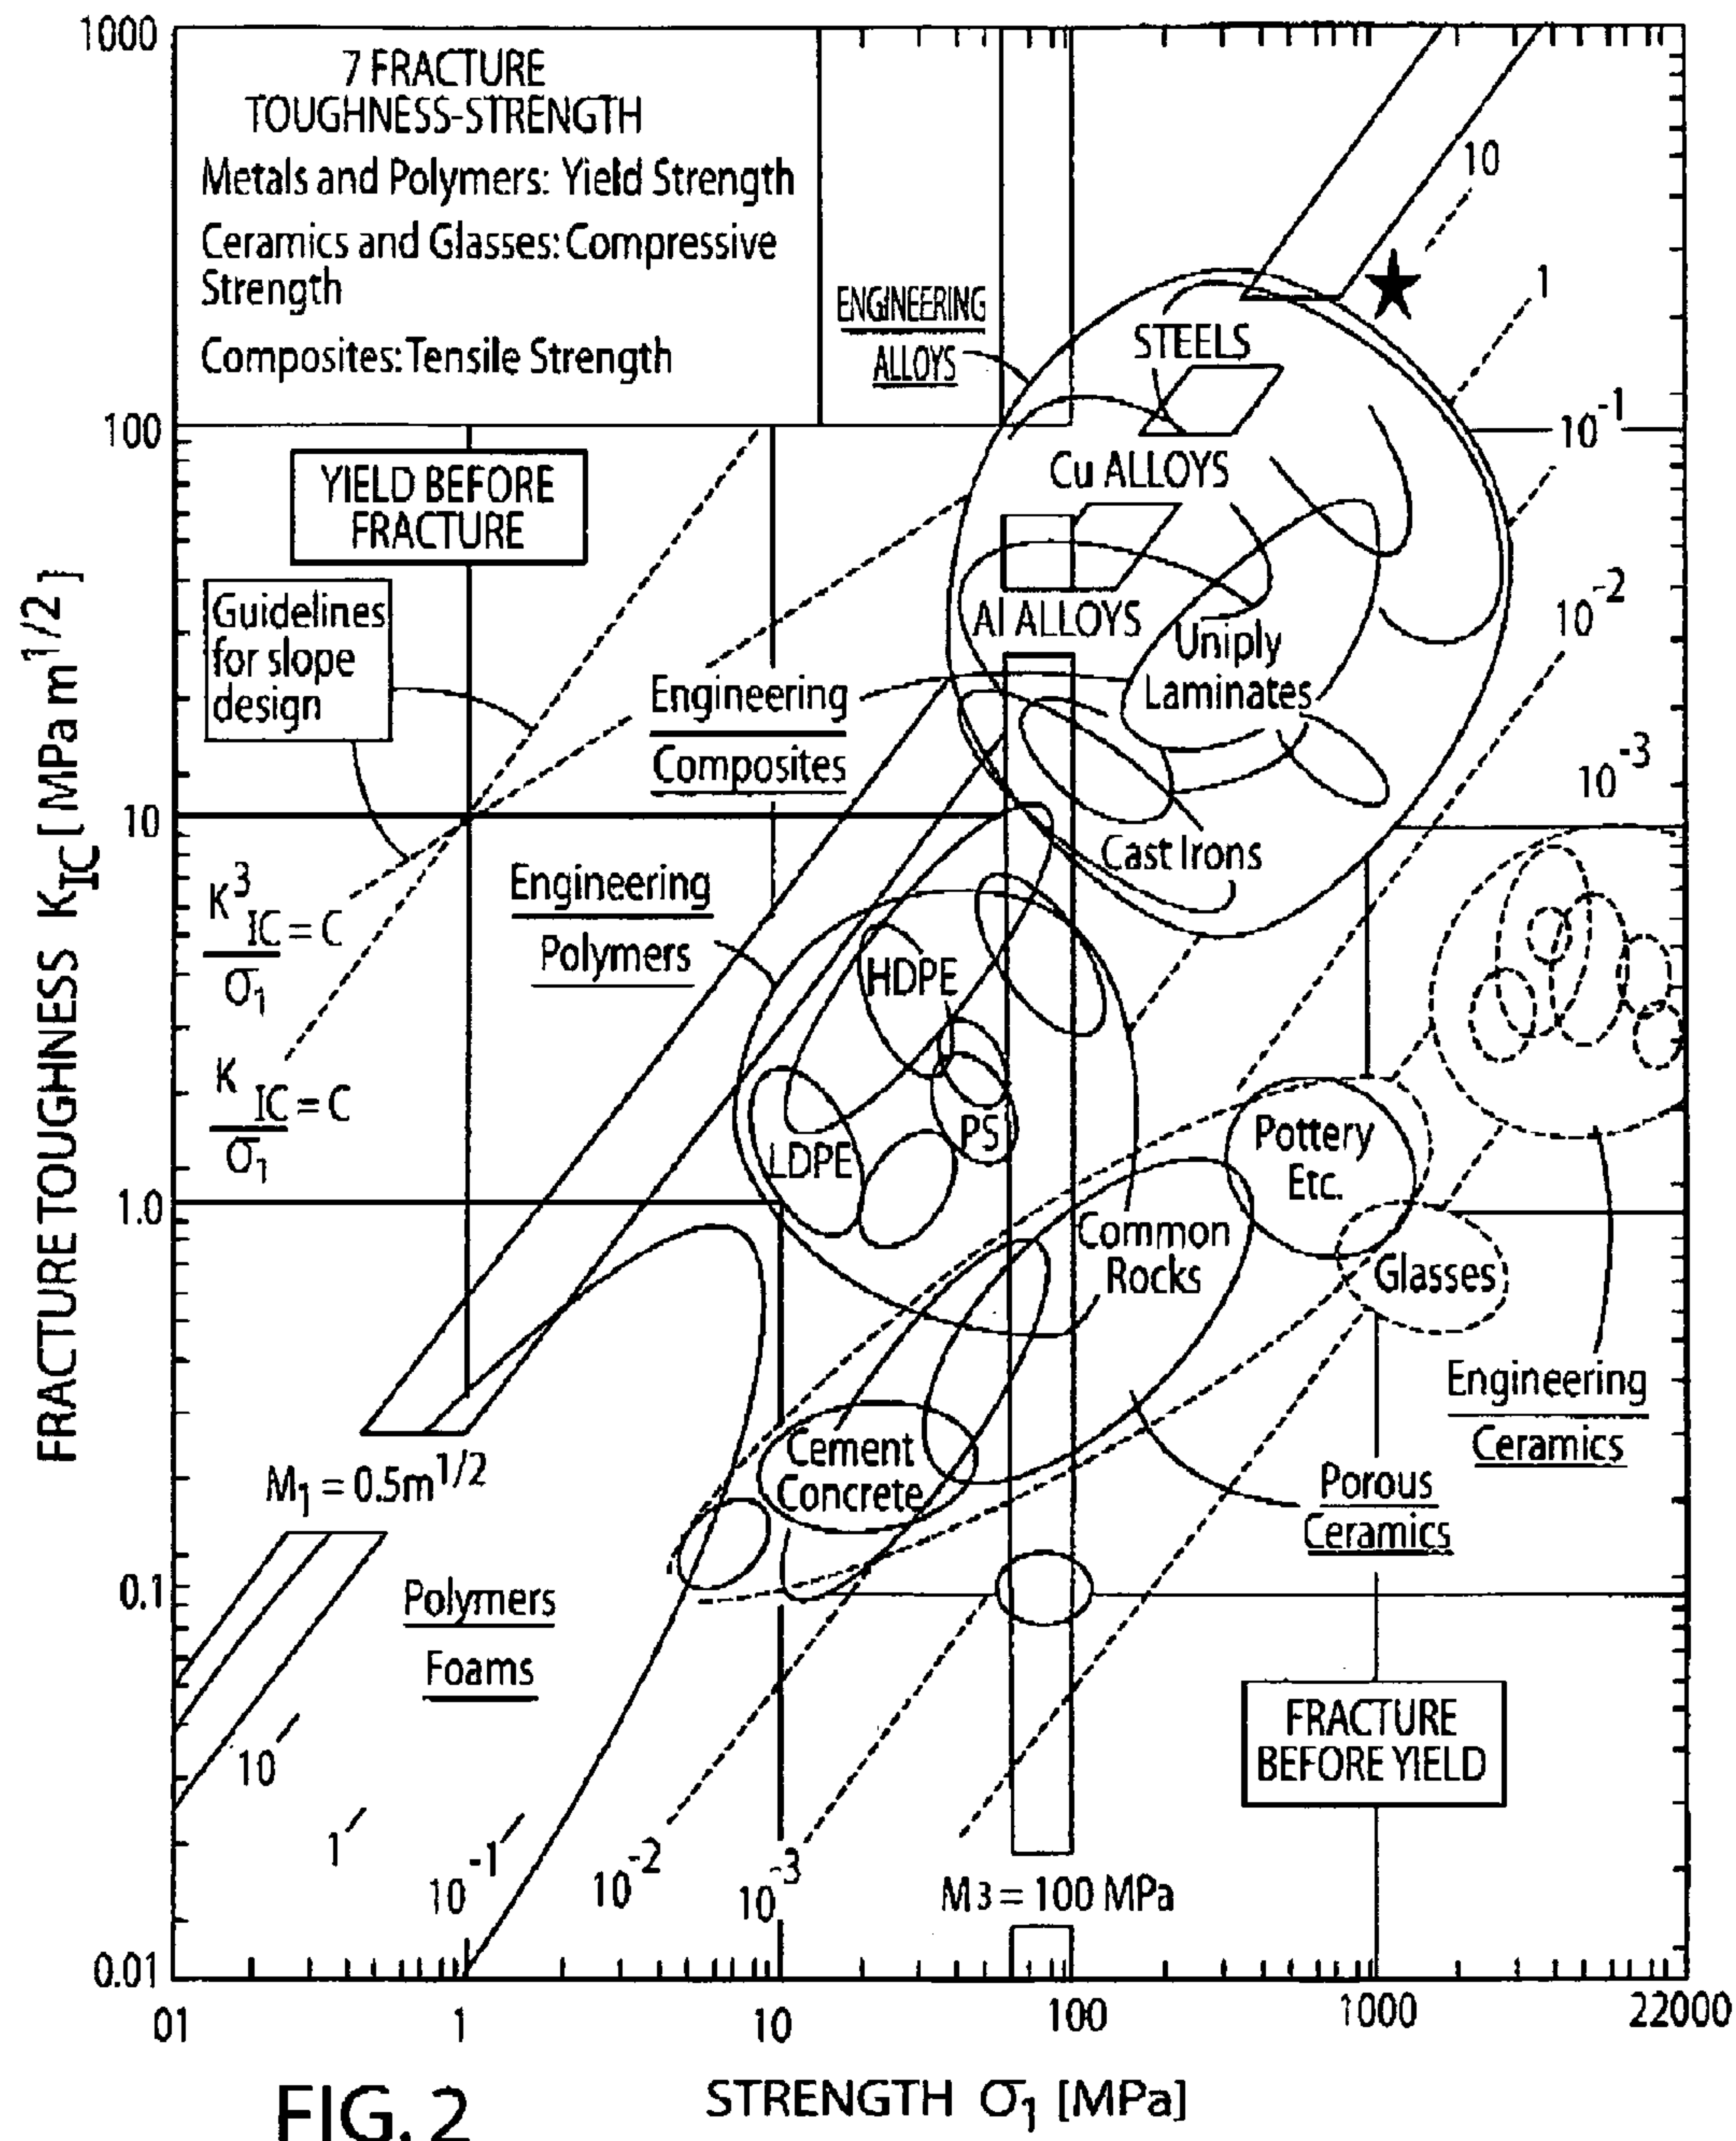 1000
7 FRACTURE
TOUGHNESS-STRENGTH
Metals and Polymers: Yield Strength
Ceramics and Glasses: Compressive
Strength
Composites: Tensile Strength
ENGINEERING
ALLOYS
10
1
STEELS
100
10^-1
YIELD BEFORE
FRACTURE
Cu ALLOYS
Guidelines
for slope
design
10^-2
Al ALLOYS
Uniply
Laminates
Engineering
Composites
10^-3
10
Cast Irons
Engineering
Polymers
K^3_IC = C
σ1
HDPE
K_IC = C
σ1
PS
LDPE
Pottery
Etc.
1.0
Common
Rocks
Glasses
Engineering
Ceramics
Cement
Concrete
M1 = 0.5m^1/2
Porous
Ceramics
0.1
Polymers
Foams
FRACTURE
BEFORE YIELD
10
1
10^-1
10^-2
10^-3
M3 = 100 MPa
0.01
01 1 10 100 1000 22000
FRACTURE TOUGHNESS K_IC [MPa m^1/2]
STRENGTH σ1 [MPa]
FIG. 2